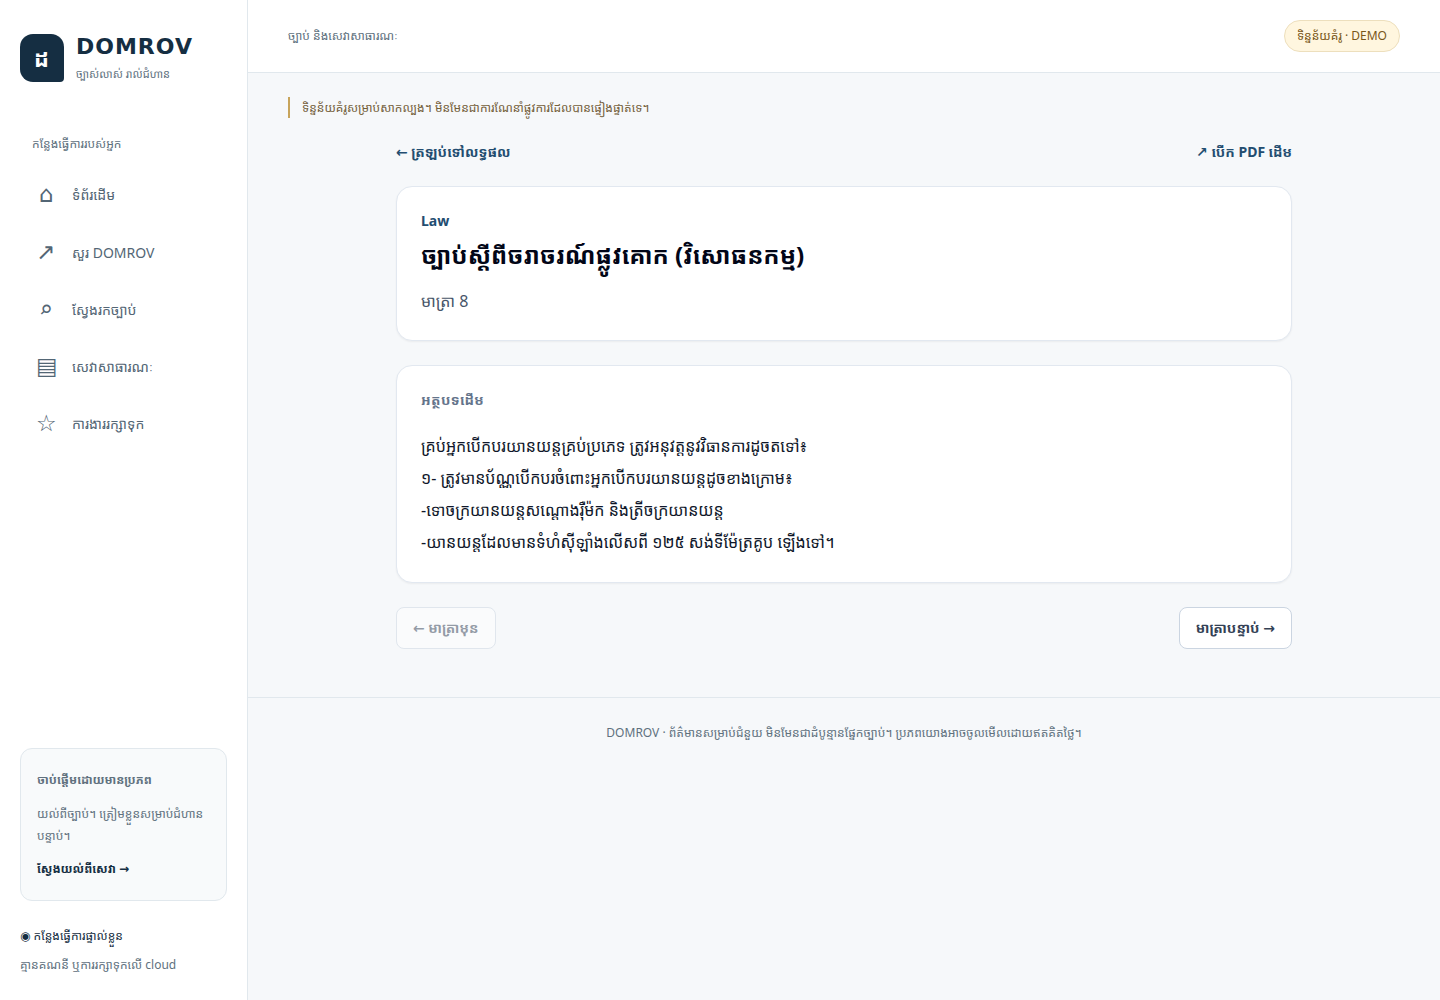 ដ
DOMROV
ច្បាស់លាស់ រាល់ជំហាន
កន្លែងធ្វើការរបស់អ្នក
ទំព័រដើម
សួរ DOMROV
ស្វែងរកច្បាប់
សេវាសាធារណៈ
ការងាររក្សាទុក
ចាប់ផ្ដើមដោយមានប្រភព
យល់ពីច្បាប់។ ត្រៀមខ្លួនសម្រាប់ជំហាន
បន្ទាប់។
ស្វែងយល់ពីសេវា →
◉ កន្លែងធ្វើការផ្ទាល់ខ្លួន
គ្មានគណនី ឬការរក្សាទុកលើ cloud
ច្បាប់ និងសេវាសាធារណៈ
ទិន្នន័យគំរូ · DEMO
ទិន្នន័យគំរូសម្រាប់សាកល្បង។ មិនមែនជាការណែនាំផ្លូវការដែលបានផ្ទៀងផ្ទាត់ទេ។
← ត្រឡប់ទៅលទ្ធផល
↗ បើក PDF ដើម
Law
ច្បាប់ស្ដីពីចរាចរណ៍ផ្លូវគោក (វិសោធនកម្ម)
មាត្រា 8
អត្ថបទដើម
គ្រប់អ្នកបើកបរយានយន្តគ្រប់ប្រភេទ ត្រូវអនុវត្តនូវវិធានការដូចតទៅ៖
១- ត្រូវមានប័ណ្ណបើកបរចំពោះអ្នកបើកបរយានយន្តដូចខាងក្រោម៖
-ទោចក្រយានយន្តសណ្ដោងរ៉ឺម៉ក និងត្រីចក្រយានយន្ត
-យានយន្តដែលមានទំហំស៊ីឡាំងលើសពី ១២៥ សង់ទីម៉ែត្រគូប ឡើងទៅ។
← មាត្រាមុន
មាត្រាបន្ទាប់ →
DOMROV · ព័ត៌មានសម្រាប់ជំនួយ មិនមែនជាដំបូន្មានផ្នែកច្បាប់។ ប្រភពយោងអាចចូលមើលដោយឥតគិតថ្លៃ។